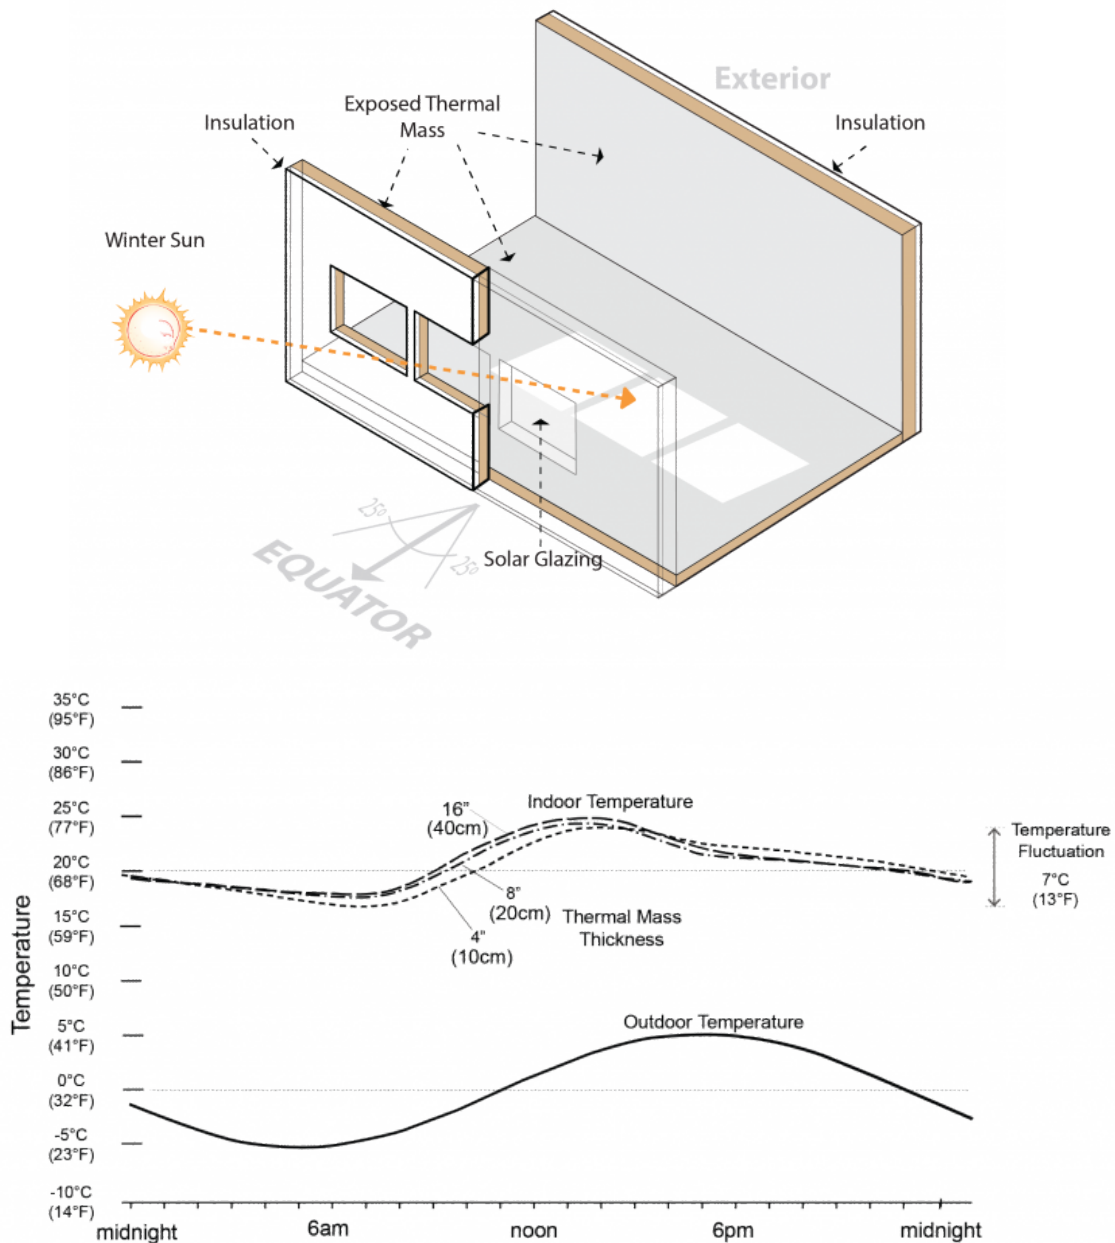 Exterior
Exposed Thermal
Mass
Insulation
Insulation
Winter Sun
25°
25°
EQUATOR
Solar Glazing
35°C
(95°F)
30°C
(86°F)
25°C
(77°F)
20°C
(68°F)
15°C
(59°F)
10°C
(50°F)
5°C
(41°F)
0°C
(32°F)
-5°C
(23°F)
-10°C
(14°F)
Temperature
Indoor Temperature
16”
(40cm)
8”
(20cm)
4”
(10cm)
Thermal Mass
Thickness
Temperature
Fluctuation
7°C
(13°F)
Outdoor Temperature
midnight
6am
noon
6pm
midnight